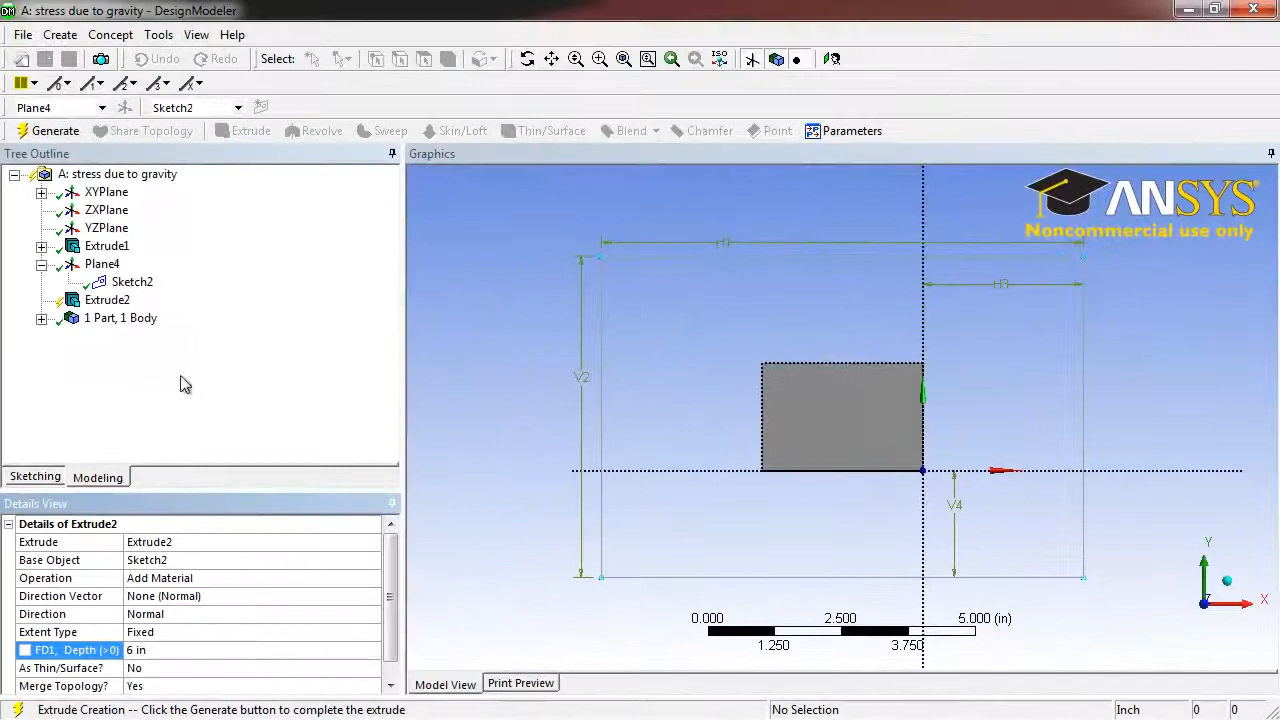 A: stress due to gravity - DesignModeler
File Create Concept Tools View Help
Undo Redo Select: ISO
Plane4 Sketch2
Generate Share Topology Extrude Revolve Sweep Skin/Loft Thin/Surface Blend Chamfer Point Parameters
Tree Outline
A: stress due to gravity
XYPlane
ZXPlane
YZPlane
Extrude1
Plane4
Sketch2
Extrude2
1 Part, 1 Body
Sketching Modeling
Details View
Details of Extrude2
Extrude Extrude2
Base Object Sketch2
Operation Add Material
Direction Vector None (Normal)
Direction Normal
Extent Type Fixed
FD1, Depth (>0) 6 in
As Thin/Surface? No
Merge Topology? Yes
Graphics
ANSYS
Noncommercial use only
H1
H3
V2
V4
Y
X
0.000 2.500 5.000 (in)
1.250 3.750
Model View Print Preview
Extrude Creation -- Click the Generate button to complete the extrude No Selection Inch 0 0